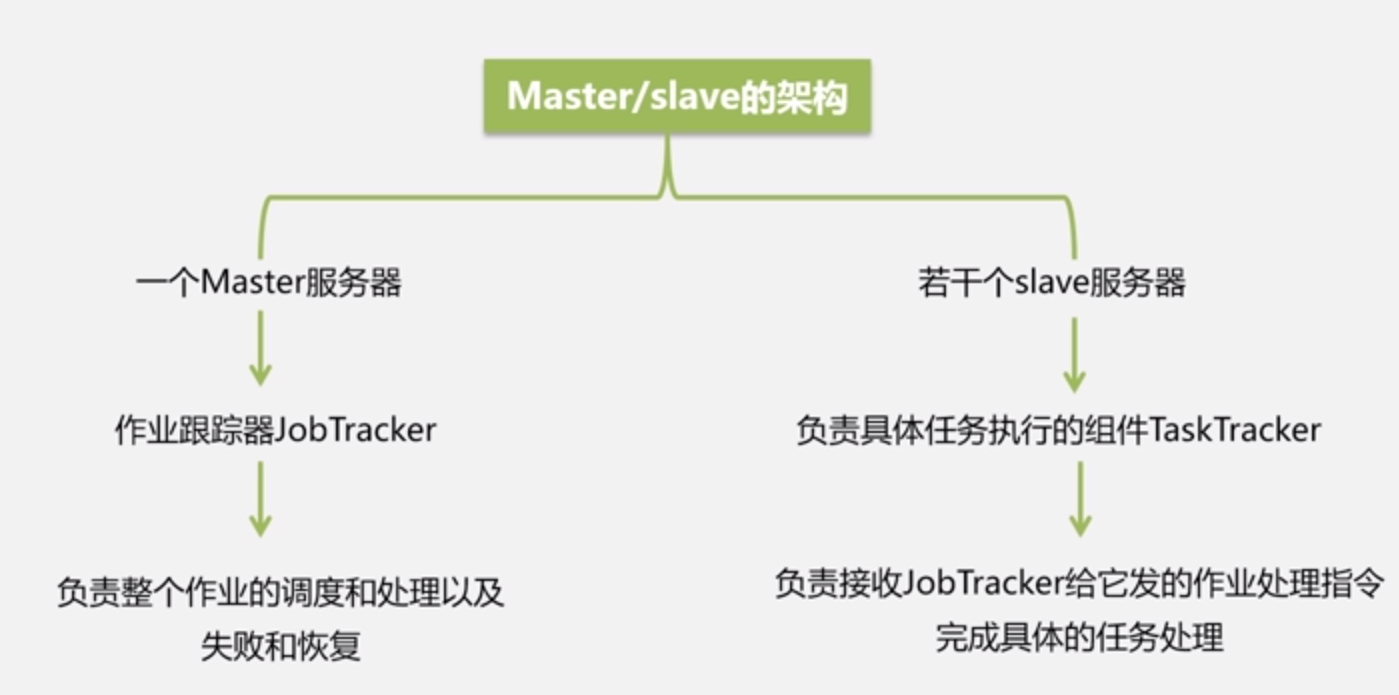 Master/slave的架构
一个Master服务器
若干个slave服务器
作业跟踪器JobTracker
负责具体任务执行的组件TaskTracker
负责整个作业的调度和处理以及
失败和恢复
负责接收JobTracker给它发的作业处理指令
完成具体的任务处理